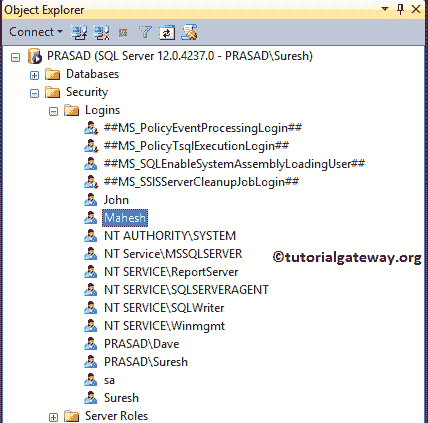 Object Explorer
Connect
PRASAD (SQL Server 12.0.4237.0 - PRASAD\Suresh)
Databases
Security
Logins
##MS_PolicyEventProcessingLogin##
##MS_PolicyTsqlExecutionLogin##
##MS_SQLEnableSystemAssemblyLoadingUser##
##MS_SSISServerCleanupJobLogin##
John
Mahesh
NT AUTHORITY\SYSTEM
NT Service\MSSQLSERVER
NT SERVICE\ReportServer
©tutorialgateway.org
NT SERVICE\SQLSERVERAGENT
NT SERVICE\SQLWriter
NT SERVICE\Winmgmt
PRASAD\Dave
PRASAD\Suresh
sa
Suresh
Server Roles